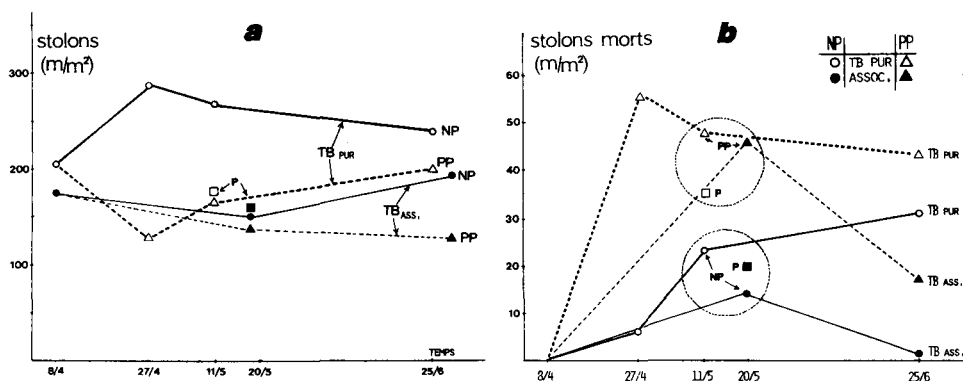 a
stolons
(m/m²)
300
200
100
NP
TB PUR
PP
P
NP
TB ASS.
PP
TEMPS
8/4 27/4 11/5 20/5 25/6
b
stolons morts
(m/m²)
NP PP
TB PUR
ASSOC.
60
50
40
30
20
10
0
PP
P
TB PUR
TB PUR
P
NP
TB ASS.
TB ASS.
8/4 27/4 11/5 20/5 25/6